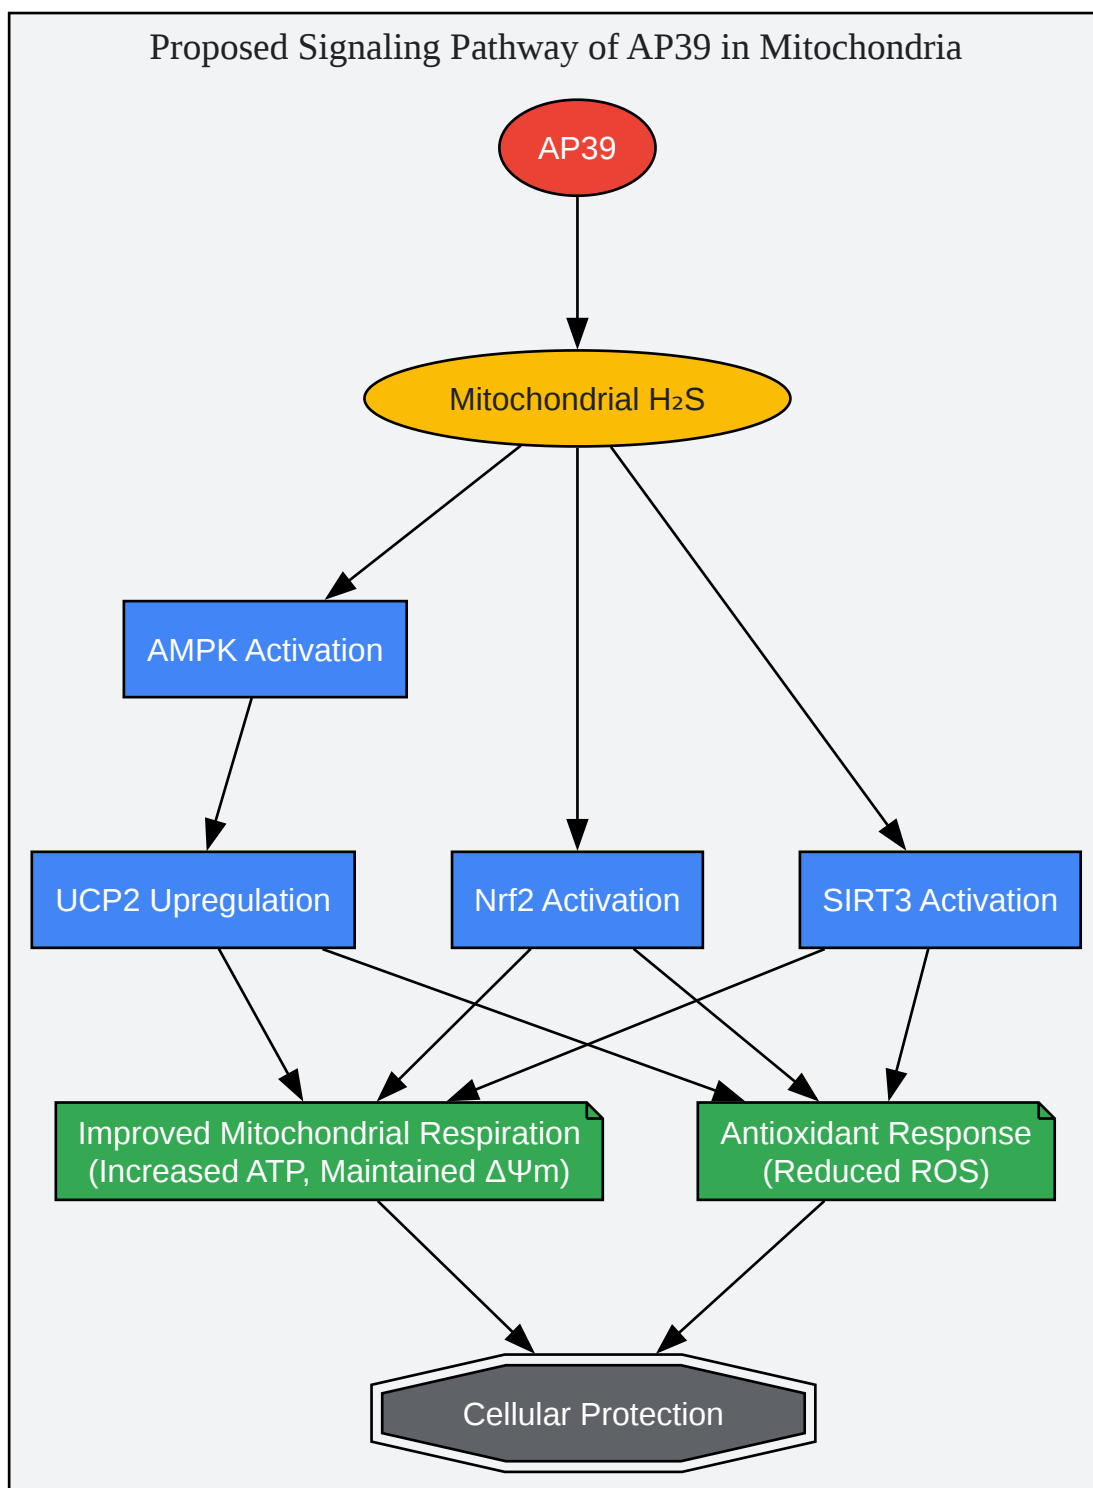 Proposed Signaling Pathway of AP39 in Mitochondria
AP39
Mitochondrial H₂S
AMPK Activation
UCP2 Upregulation
Nrf2 Activation
SIRT3 Activation
Improved Mitochondrial Respiration
(Increased ATP, Maintained ΔΨm)
Antioxidant Response
(Reduced ROS)
Cellular Protection